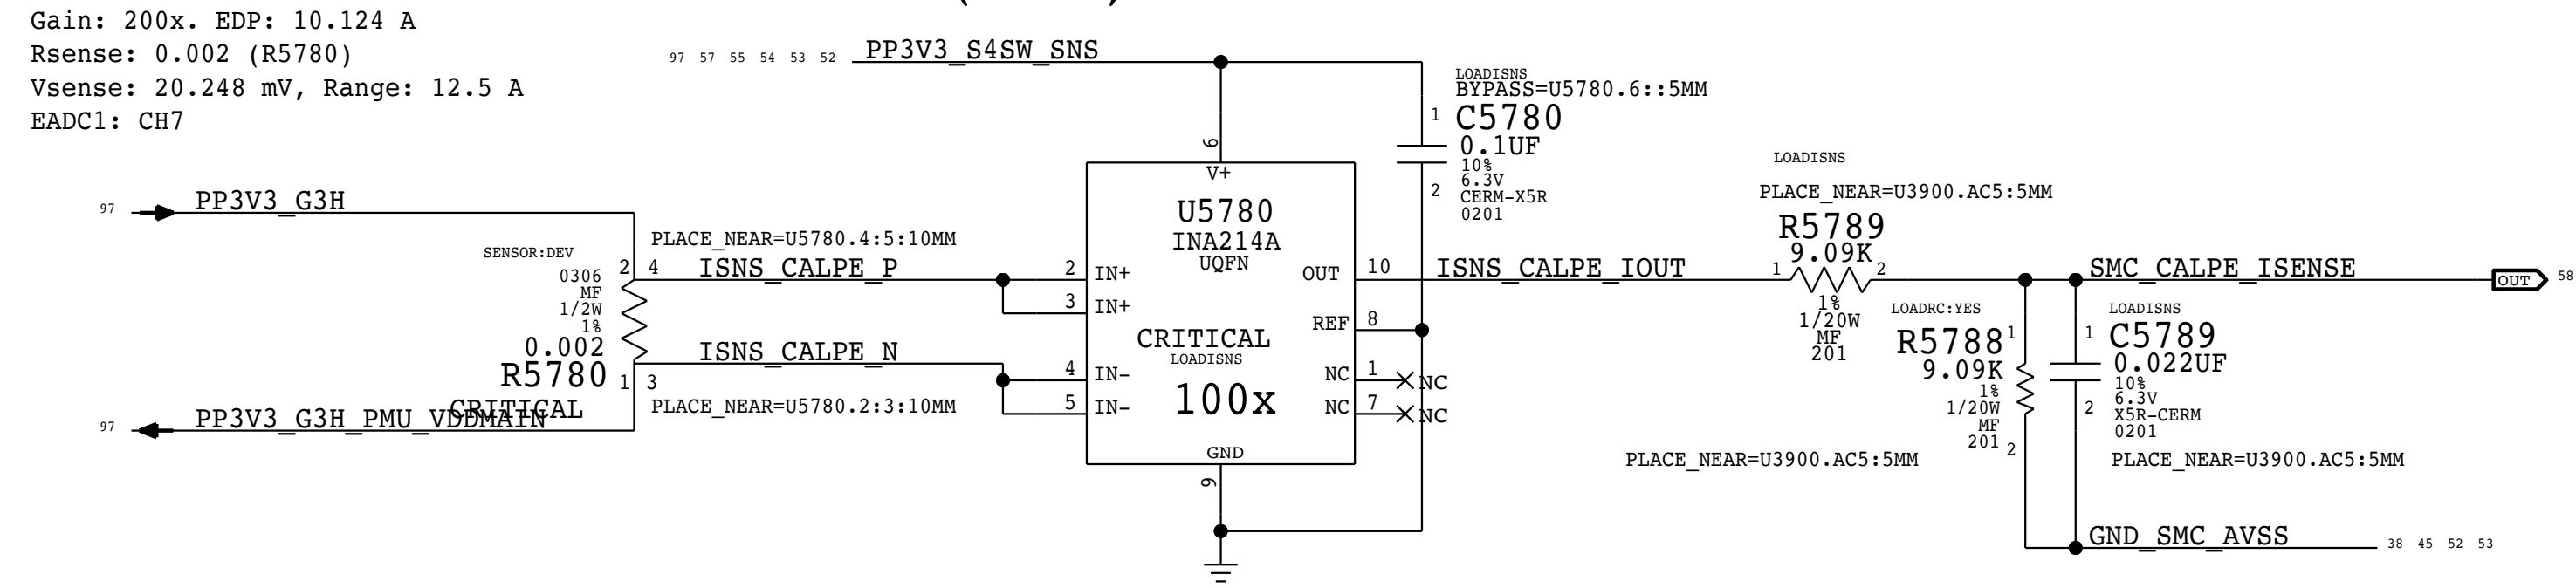 Gain: 200x. EDP: 10.124 A
Rsense: 0.002 (R5780)
Vsense: 20.248 mV, Range: 12.5 A
EADC1: CH7
97 57 55 54 53 52 PP3V3_S4SW_SNS
LOADISNS
BYPASS=U5780.6::5MM
1 C5780
0.1UF
10%
6.3V
2 CERM-X5R
0201
97 PP3V3_G3H
SENSOR:DEV
0306
MF
1/2W
1%
0.002
R5780
CRITICAL
2 4
1 3
PLACE_NEAR=U5780.4:5:10MM
ISNS_CALPE_P
ISNS_CALPE_N
PLACE_NEAR=U5780.2:3:10MM
97 PP3V3_G3H_PMU_VDDMAIN
6
V+
U5780
INA214A
UQFN
2 IN+
3 IN+
4 IN-
5 IN-
OUT 10
REF 8
CRITICAL
LOADISNS
100x
NC 1 NC
NC 7 NC
GND
9
ISNS_CALPE_IOUT
LOADISNS
PLACE_NEAR=U3900.AC5:5MM
R5789
9.09K
1 2
1%
1/20W
MF
201
SMC_CALPE_ISENSE
OUT 58
LOADRC:YES
R5788 1
9.09K
1%
1/20W
MF
201 2
PLACE_NEAR=U3900.AC5:5MM
LOADISNS
1 C5789
0.022UF
10%
6.3V
2 X5R-CERM
0201
PLACE_NEAR=U3900.AC5:5MM
GND_SMC_AVSS 38 45 52 53